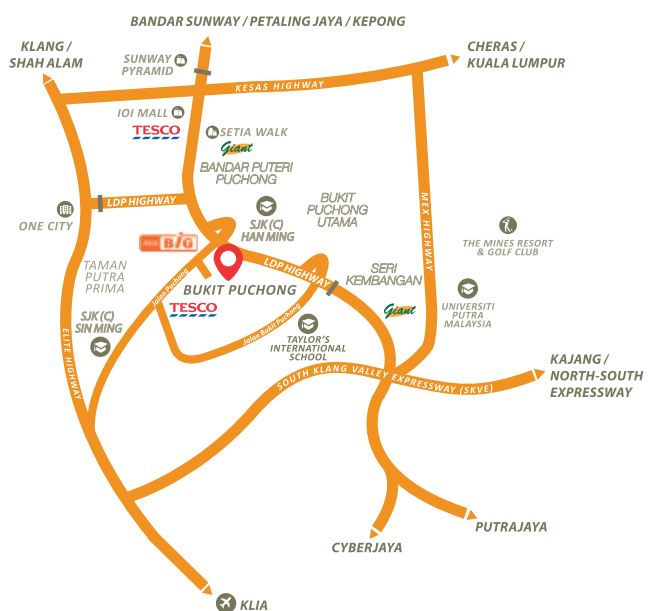 BANDAR SUNWAY / PETALING JAYA / KEPONG
KLANG /
SHAH ALAM
SUNWAY
PYRAMID
CHERAS /
KUALA LUMPUR
KESAS HIGHWAY
IOI MALL
TESCO
SETIA WALK
Giant
BANDAR PUTERI
PUCHONG
LDP HIGHWAY
ONE CITY
BUKIT
PUCHONG
UTAMA
MEX HIGHWAY
SJK (C)
HAN MING
THE MINES RESORT
& GOLF CLUB
BIG
LDP HIGHWAY
TAMAN
PUTRA
PRIMA
SERI
KEMBANGAN
Jalan Puchong
BUKIT PUCHONG
TESCO
Giant
UNIVERSITI
PUTRA
MALAYSIA
SJK (C)
SIN MING
Jalan Bukit Puchong
TAYLOR'S
INTERNATIONAL
SCHOOL
ELITE HIGHWAY
SOUTH KLANG VALLEY EXPRESSWAY (SKVE)
KAJANG /
NORTH-SOUTH
EXPRESSWAY
PUTRAJAYA
CYBERJAYA
KLIA